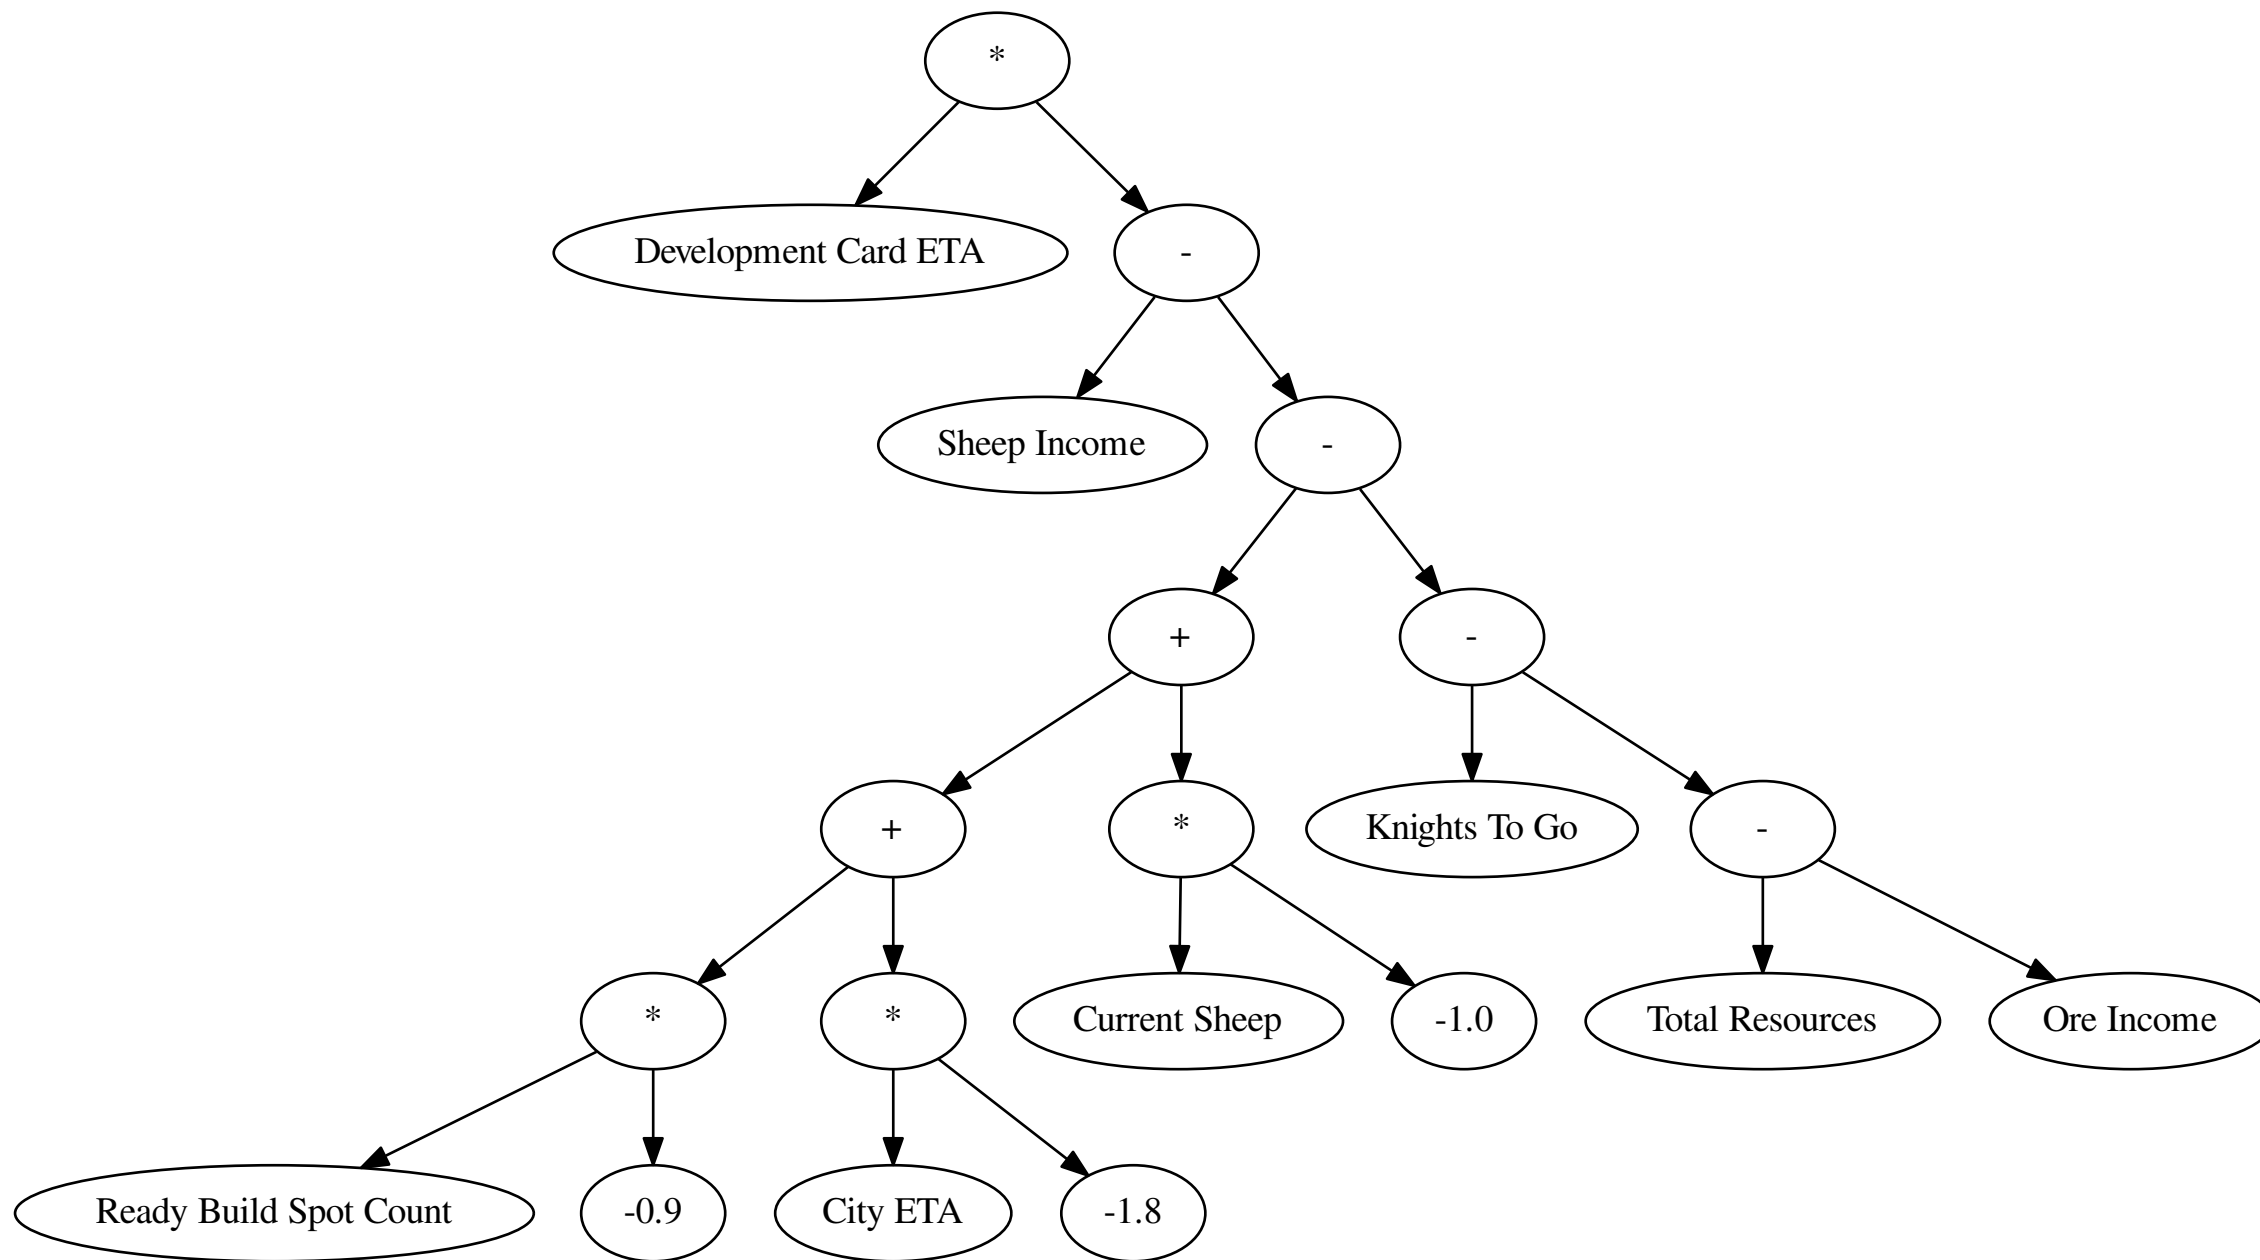 *
Development Card ETA
-
Sheep Income
-
+
-
+
*
Knights To Go
-
*
*
Current Sheep
-1.0
Total Resources
Ore Income
Ready Build Spot Count
-0.9
City ETA
-1.8